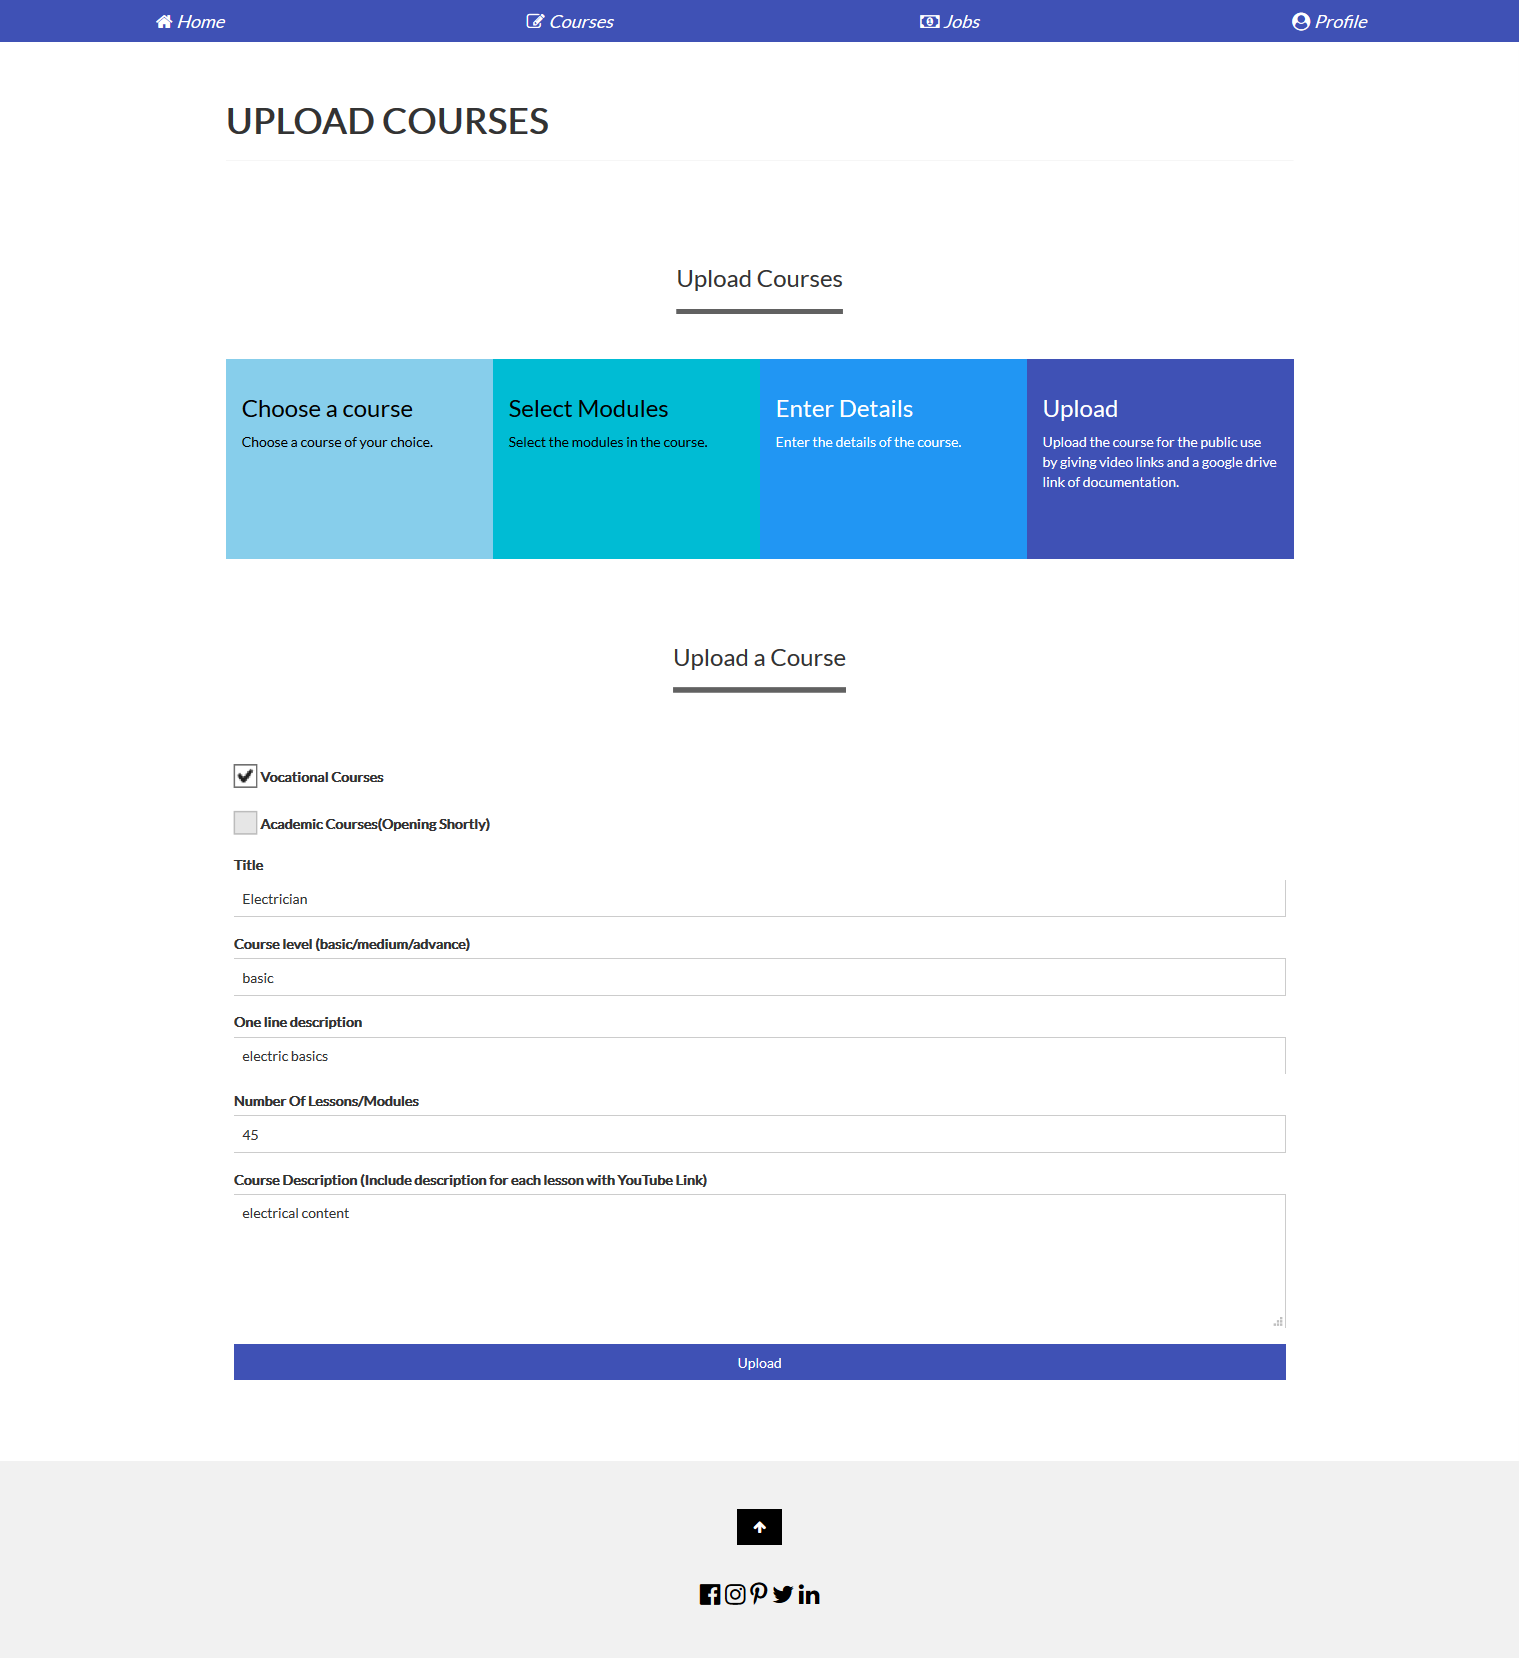 Home Courses Jobs Profile
UPLOAD COURSES
Upload Courses
Choose a course
Choose a course of your choice.
Select Modules
Select the modules in the course.
Enter Details
Enter the details of the course.
Upload
Upload the course for the public use
by giving video links and a google drive
link of documentation.
Upload a Course
Vocational Courses
Academic Courses(Opening Shortly)
Title
Electrician
Course level (basic/medium/advance)
basic
One line description
electric basics
Number Of Lessons/Modules
45
Course Description (Include description for each lesson with YouTube Link)
electrical content
Upload